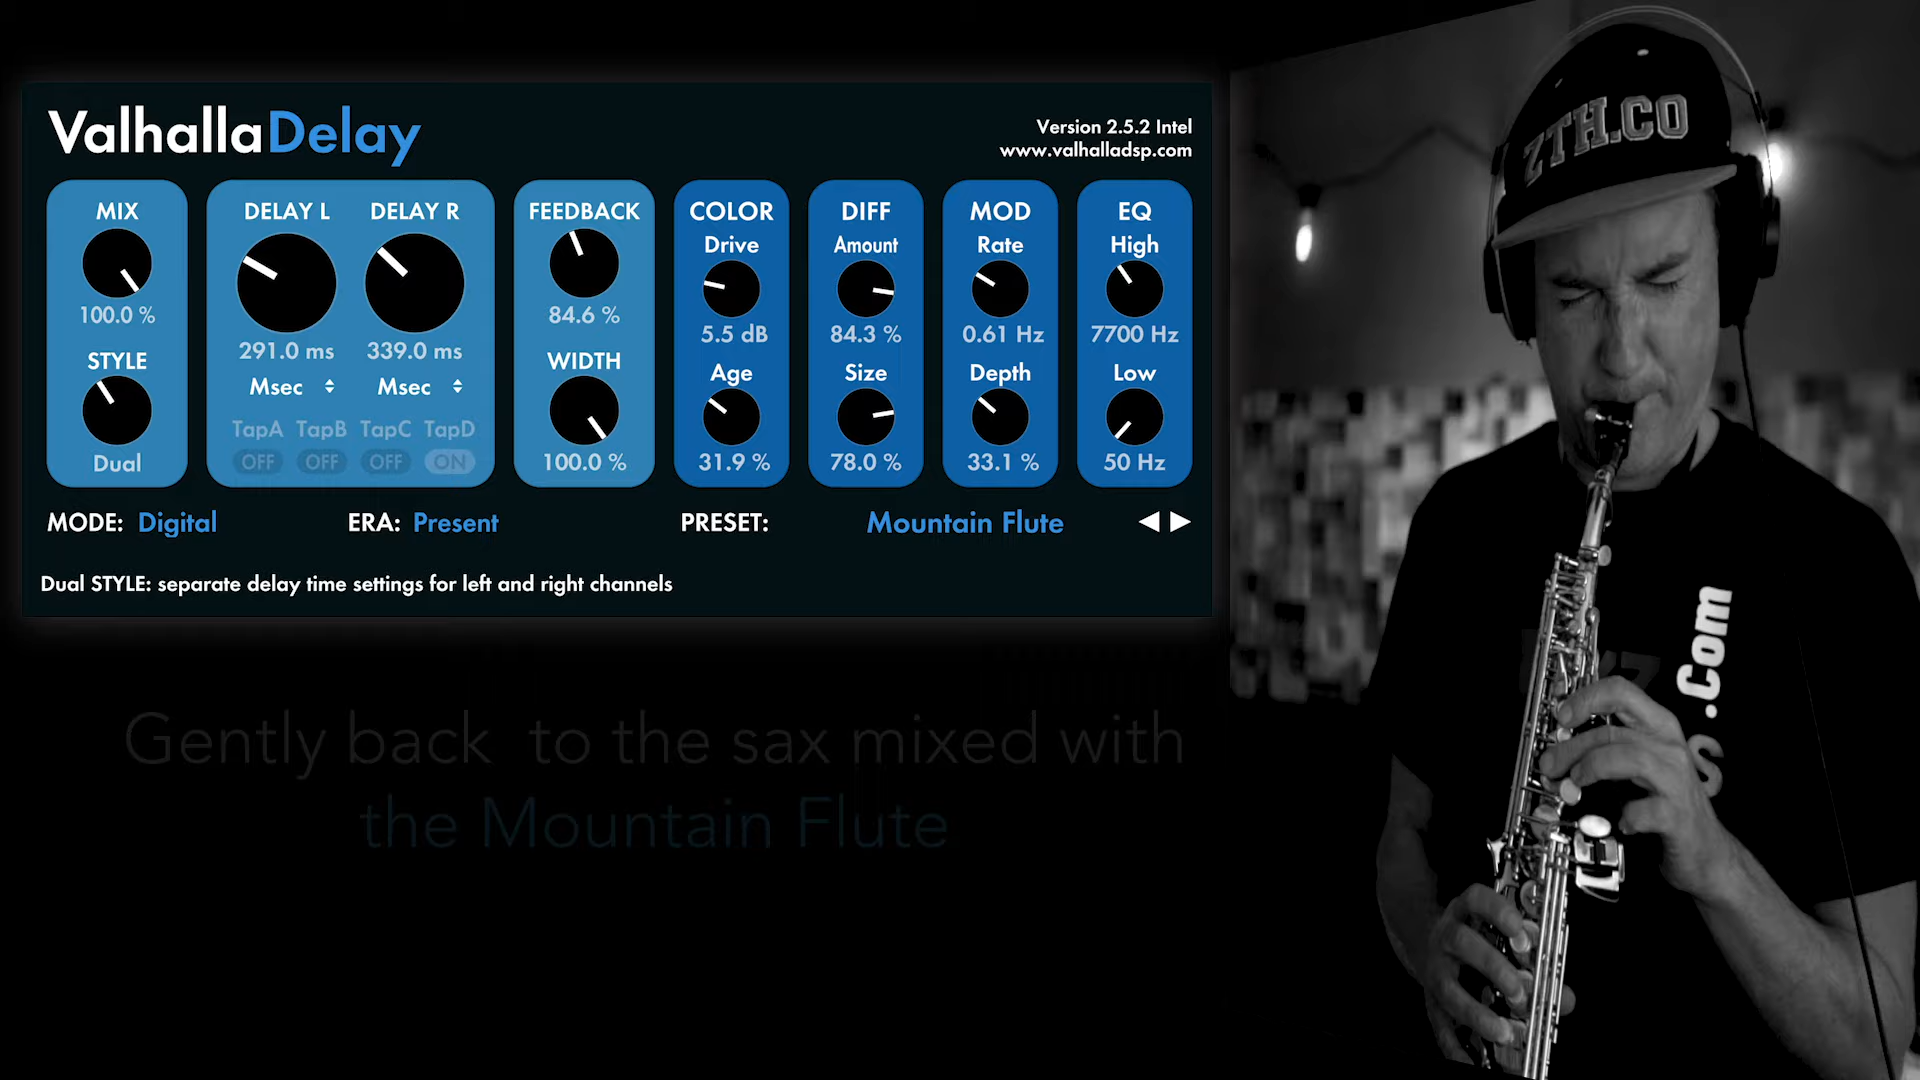 ValhallaDelay
Version 2.5.2 Intel
www.valhalladsp.com
MIX
100.0 %
STYLE
Dual
DELAY L DELAY R
291.0 ms 339.0 ms
Msec Msec
TapA TapB TapC TapD
OFF OFF OFF ON
FEEDBACK
84.6 %
WIDTH
100.0 %
COLOR
Drive
5.5 dB
Age
31.9 %
DIFF
Amount
84.3 %
Size
78.0 %
MOD
Rate
0.61 Hz
Depth
33.1 %
EQ
High
7700 Hz
Low
50 Hz
MODE: Digital ERA: Present PRESET: Mountain Flute
Dual STYLE: separate delay time settings for left and right channels
Gently back to the sax mixed with
the Mountain Flute
ZTH.CO
.Com